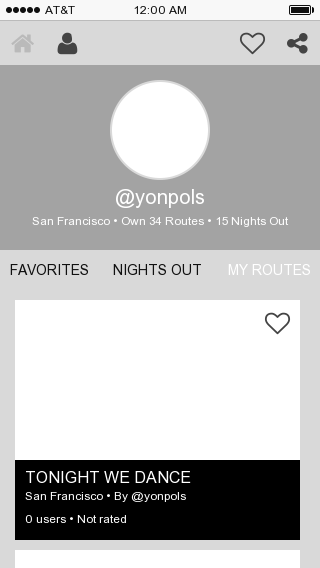 AT&T 12:00 AM
@yonpols
San Francisco • Own 34 Routes • 15 Nights Out
FAVORITES NIGHTS OUT MY ROUTES
TONIGHT WE DANCE
San Francisco • By @yonpols
0 users • Not rated